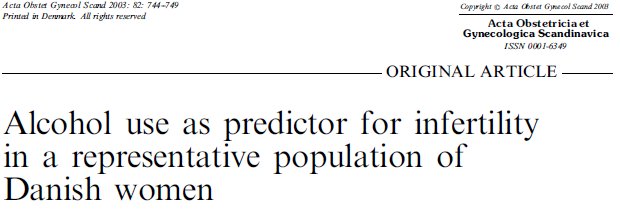 Acta Obstet Gynecol Scand 2003: 82: 744–749
Printed in Denmark. All rights reserved
Copyright © Acta Obstet Gynecol Scand 2003
Acta Obstetricia et
Gynecologica Scandinavica
ISSN 0001-6349
ORIGINAL ARTICLE
Alcohol use as predictor for infertility
in a representative population of
Danish women